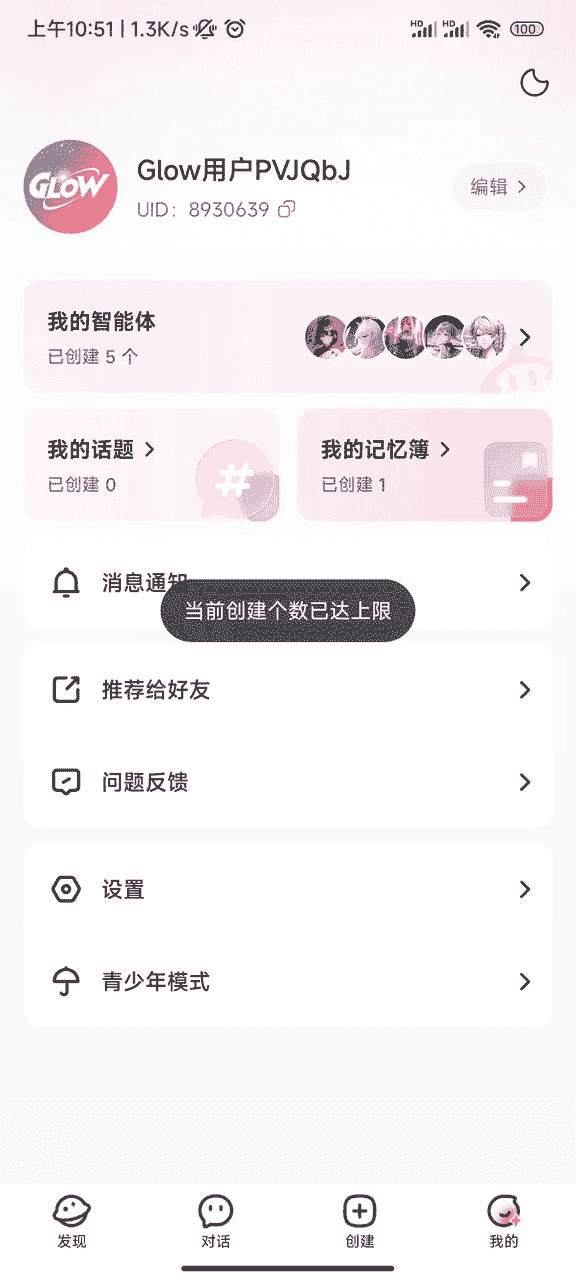 上午10:51 | 1.3K/s
HD HD 100
GLOW
Glow用户PVJQbJ
UID：8930639
编辑
我的智能体
已创建 5 个
我的话题
已创建 0
我的记忆簿
已创建 1
消息通知
当前创建个数已达上限
推荐给好友
问题反馈
设置
青少年模式
发现
对话
创建
我的